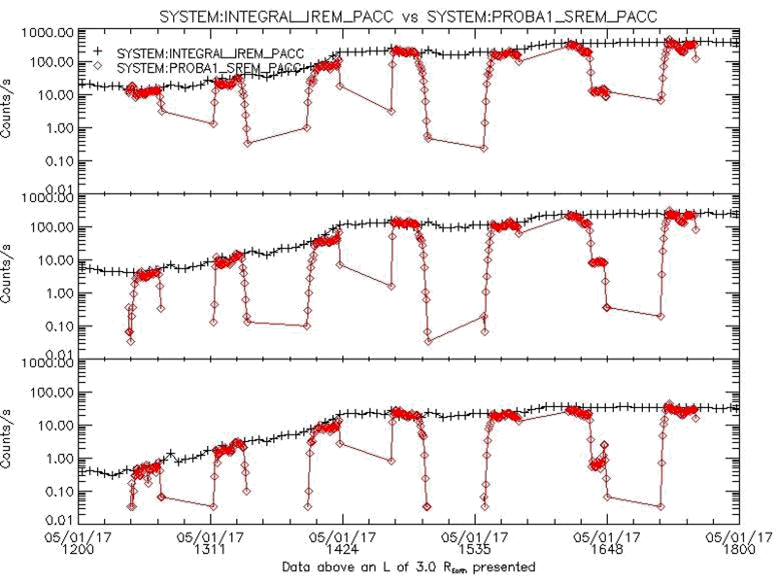 SYSTEM:INTEGRAL_IREM_PACC vs SYSTEM:PROBA1_SREM_PACC
1000.00
SYSTEM:INTEGRAL_IREM_PACC
SYSTEM:PROBA1_SREM_PACC
100.00
10.00
1.00
0.10
0.01
Counts/s
1000.00
100.00
10.00
1.00
0.10
0.01
Counts/s
1000.00
100.00
10.00
1.00
0.10
0.01
Counts/s
05/01/17 05/01/17 05/01/17 05/01/17 05/01/17 05/01/17
1200 1311 1424 1535 1648 1800
Data above an L of 3.0 R_Earth presented